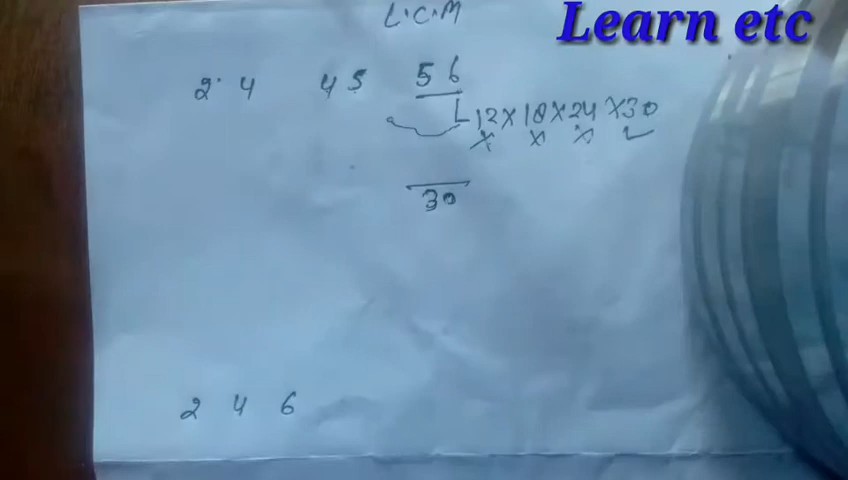 L.C.M
Learn etc
2 4 4 5 5 6
12 x 18 x 24 x 30
30
2 4 6